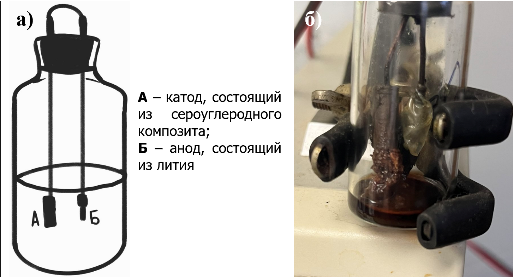 а)
А – катод, состоящий
из сероуглеродного
композита;
Б – анод, состоящий
из лития
А Б
б)